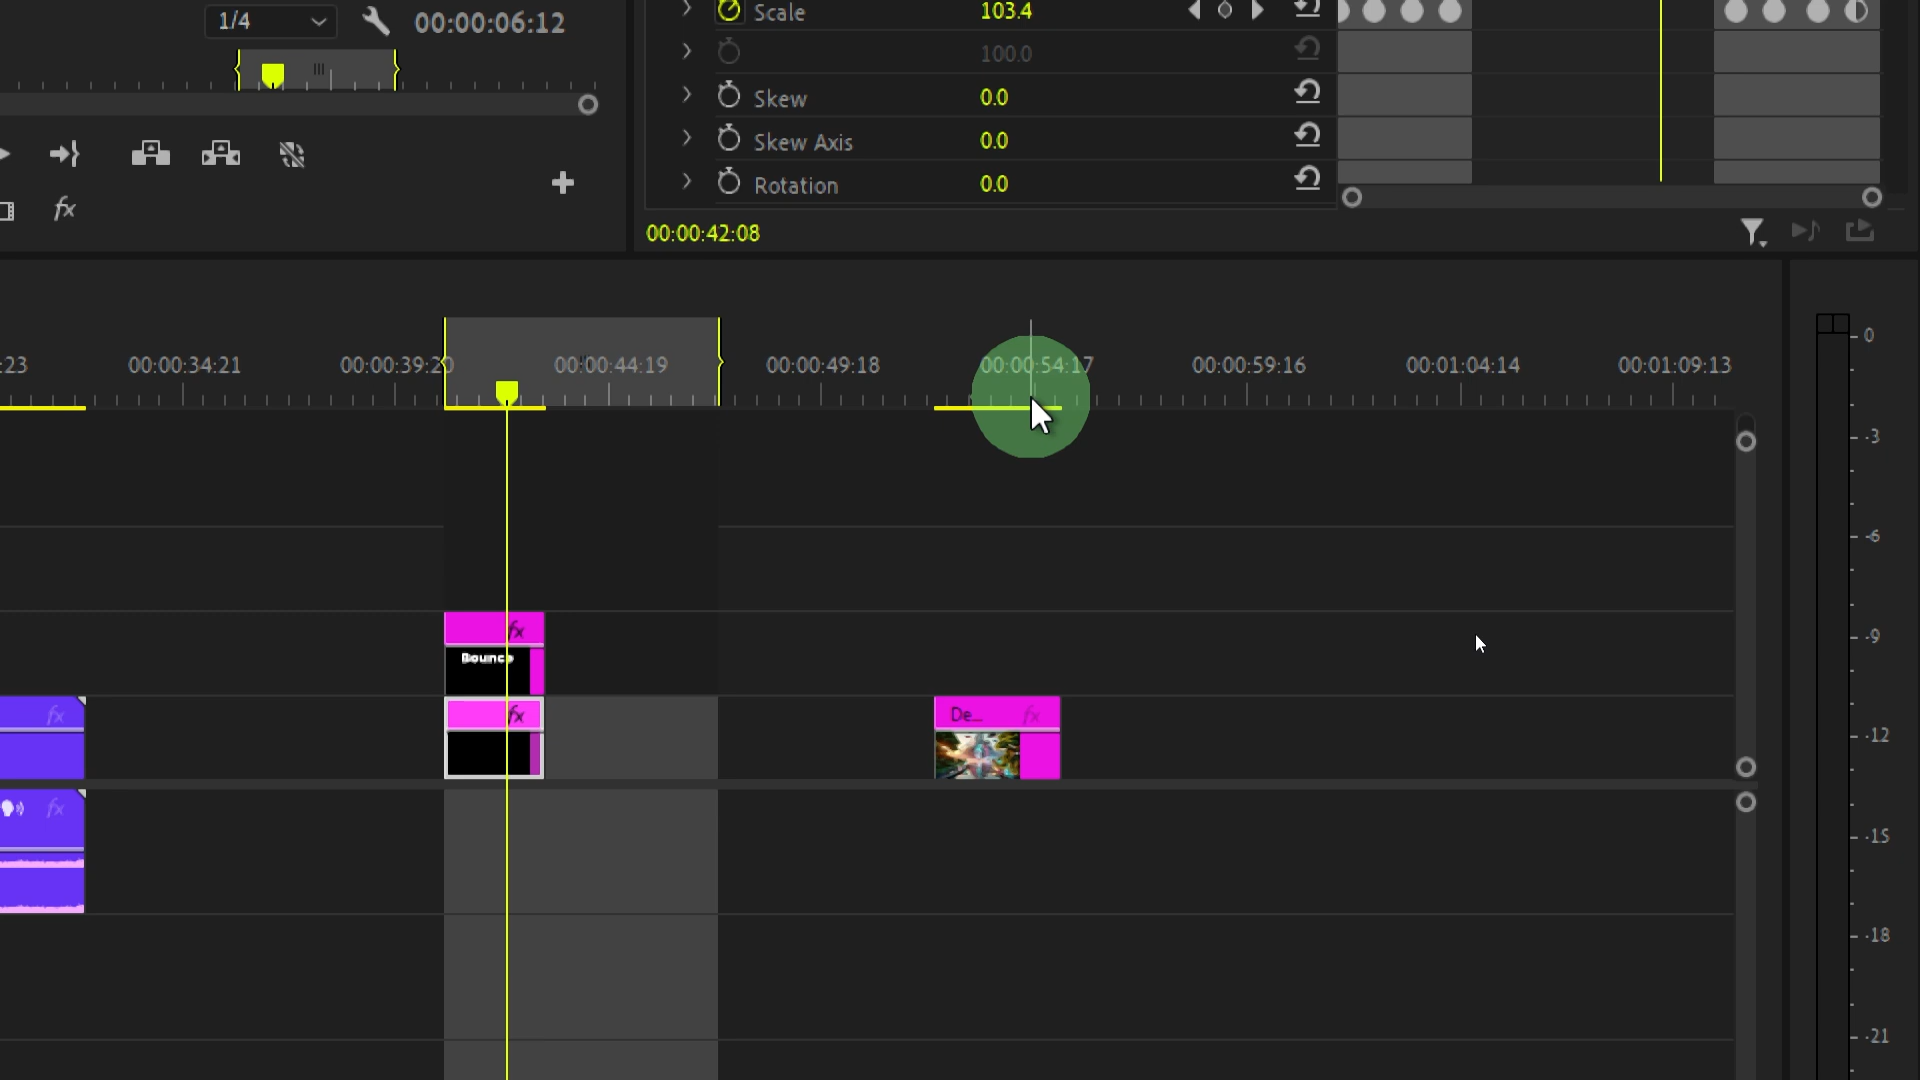 1/4
00:00:06:12
Scale 103.4
100.0
Skew 0.0
Skew Axis 0.0
Rotation 0.0
fx
00:00:42:08
:23 00:00:34:21 00:00:39:20 00:00:44:19 00:00:49:18 00:00:54:17 00:00:59:16 00:01:04:14 00:01:09:13
0
-3
-6
-9
-12
-15
-18
-21
fx
Bounce
fx fx De... fx
fx